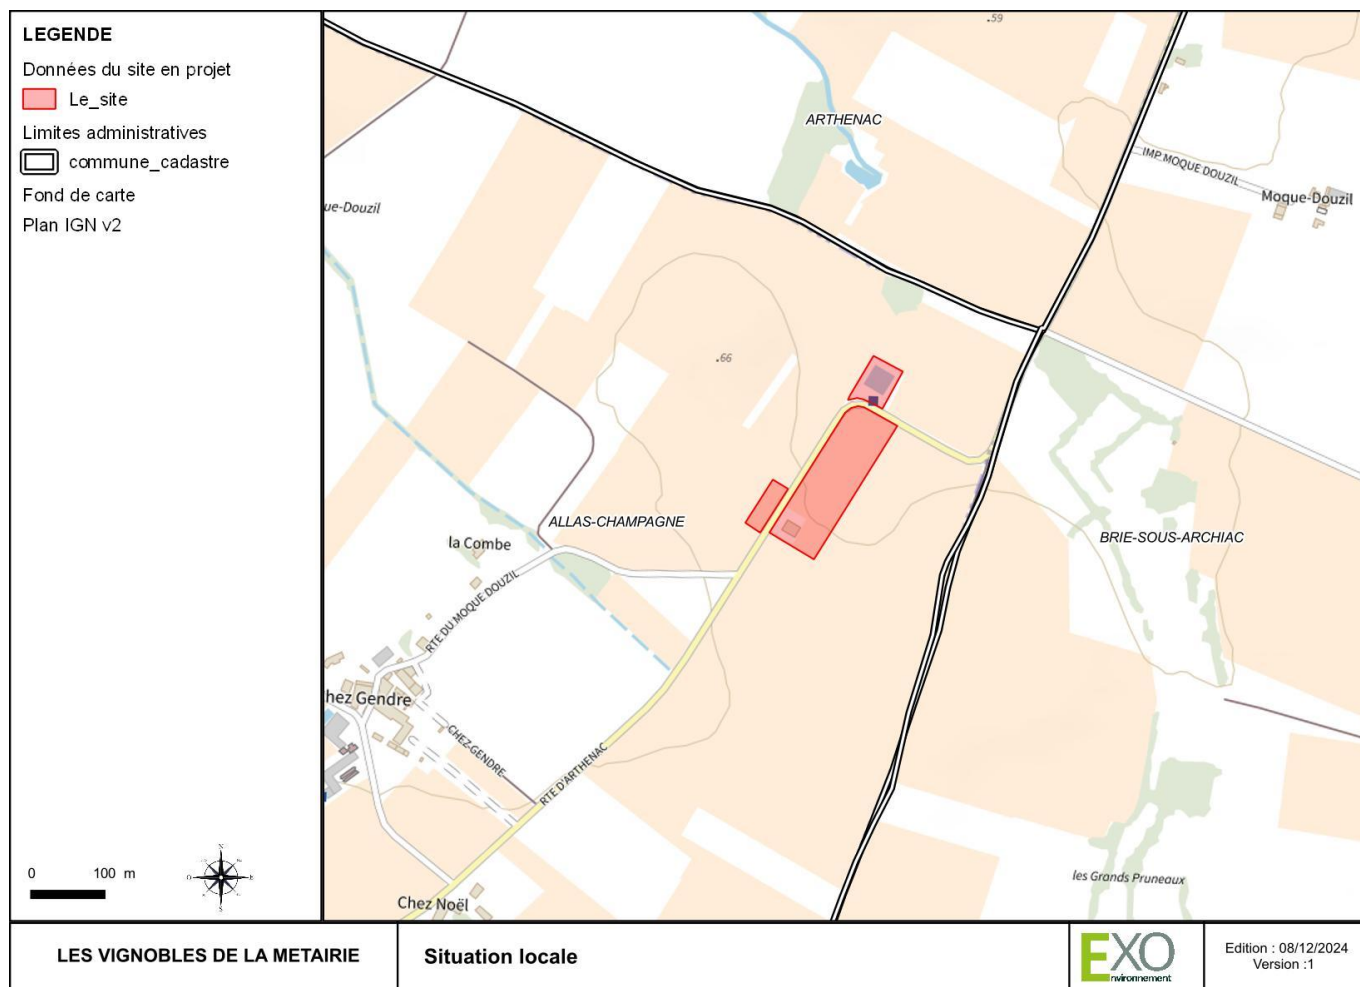 LEGENDE
Données du site en projet
Le_site
Limites administratives
commune_cadastre
Fond de carte
Plan IGN v2
0 100 m
.59
ARTHENAC
IMP MOQUE DOUZIL
Moque-Douzil
ue-Douzil
.66
ALLAS-CHAMPAGNE
la Combe
BRIE-SOUS-ARCHIAC
RTE DU MOQUE DOUZIL
hez Gendre
CHEZ-GENDRE
RTE D'ARTHENAC
les Grands Pruneaux
Chez Noël
LES VIGNOBLES DE LA METAIRIE
Situation locale
EXO
nvironnement
Edition : 08/12/2024
Version :1